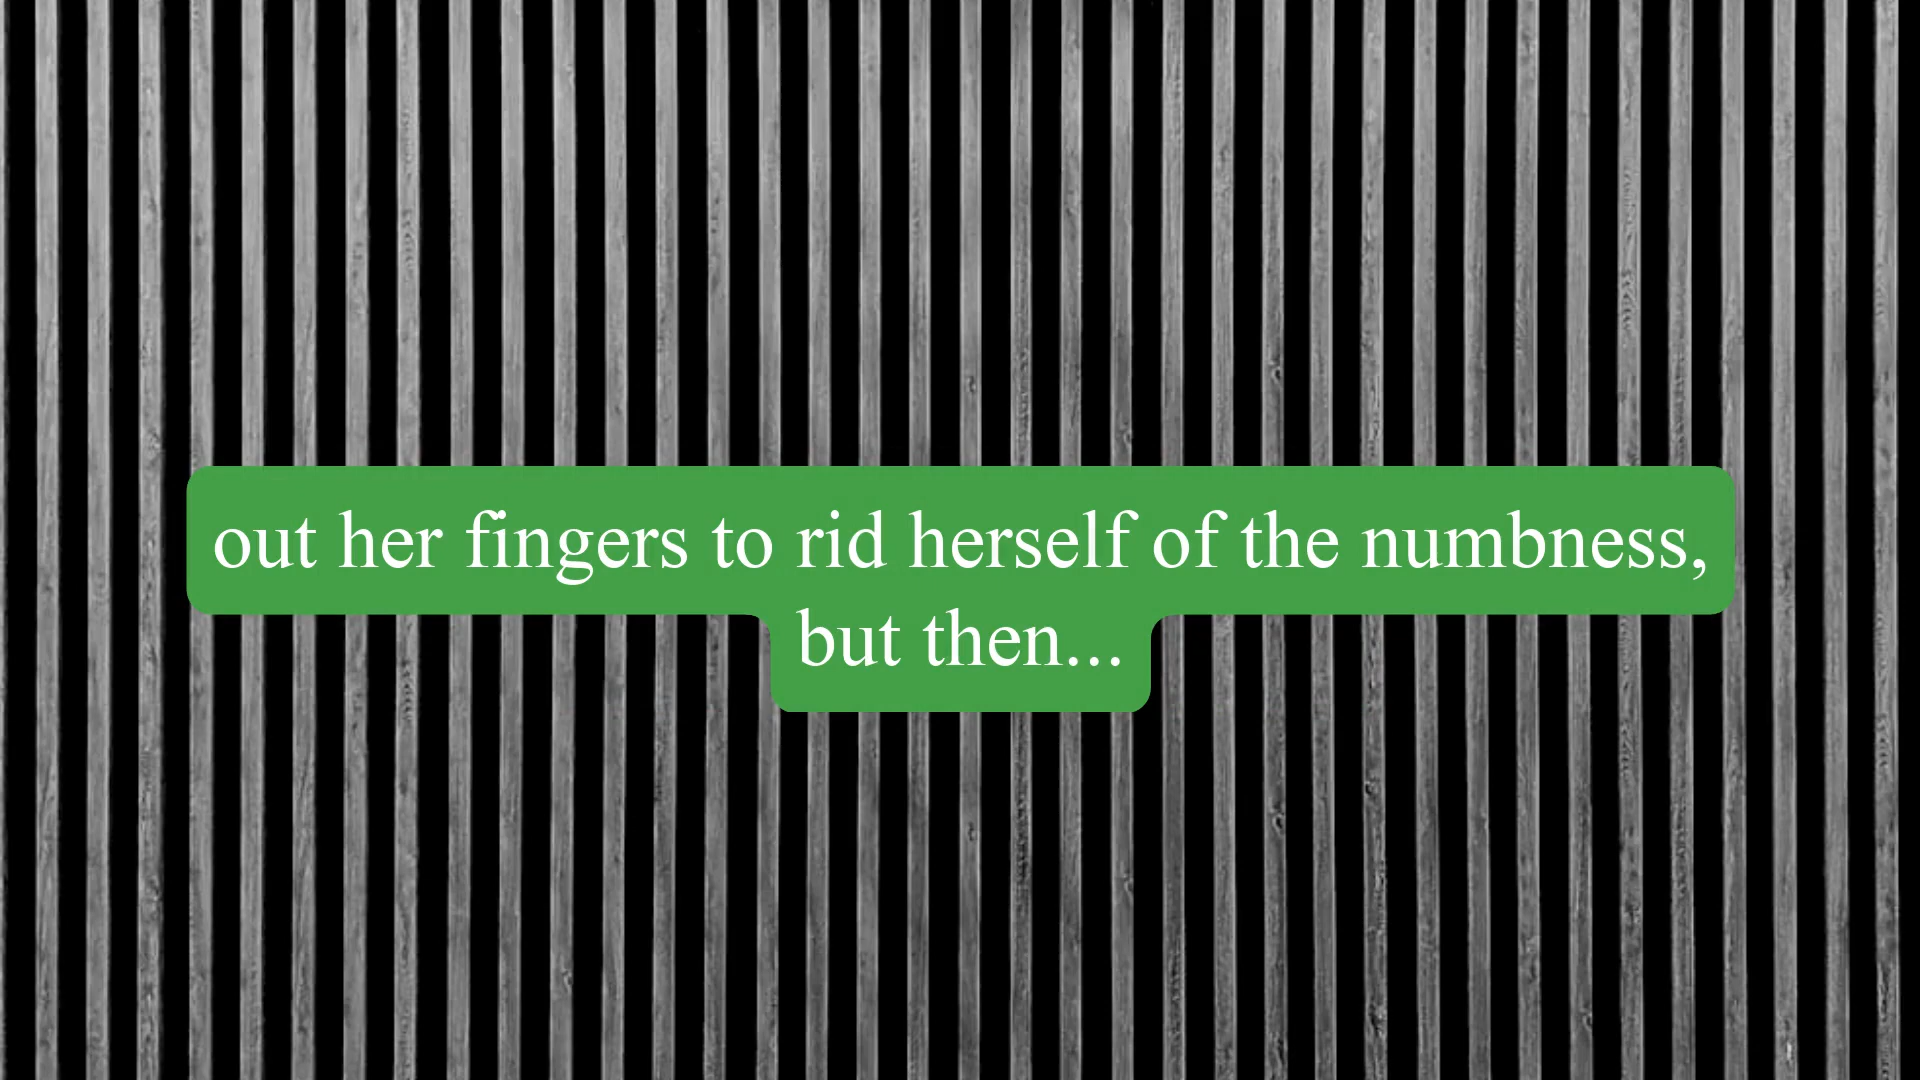 out her fingers to rid herself of the numbness,
but then...